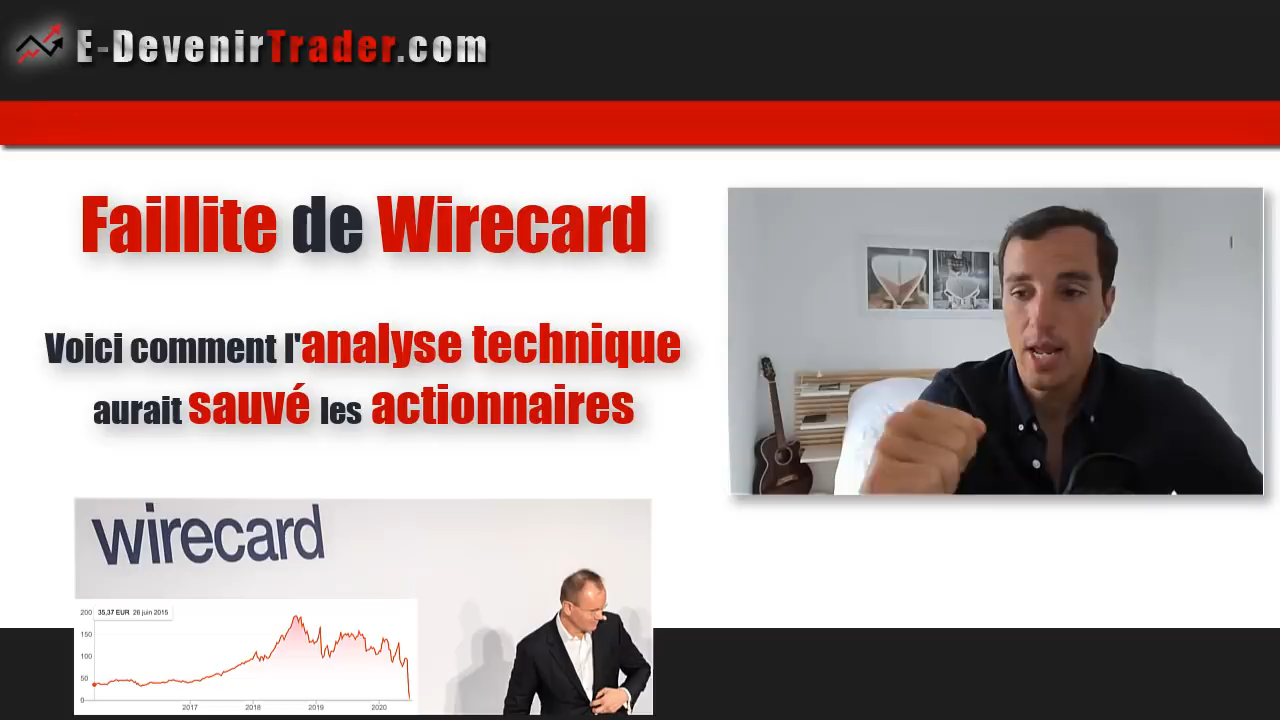 E-DevenirTrader.com
Faillite de Wirecard
Voici comment l'analyse technique
aurait sauvé les actionnaires
wirecard
200
35,37 EUR 26 juin 2015
150
100
50
0
2017 2018 2019 2020